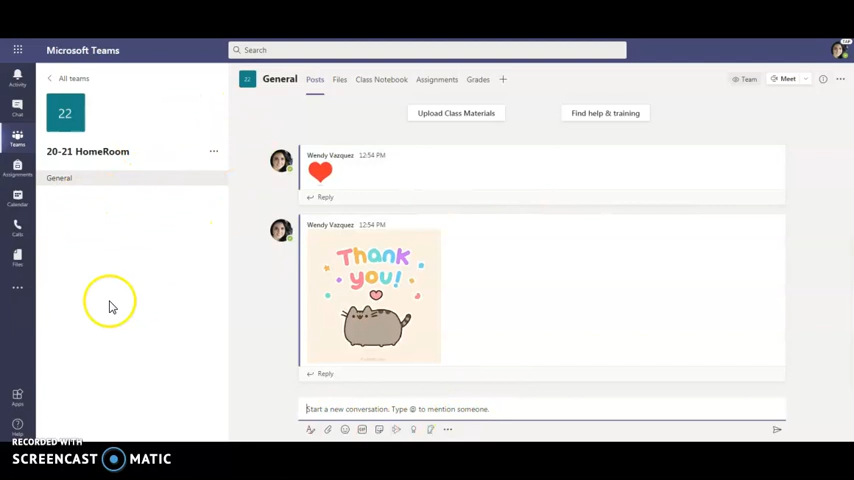 Microsoft Teams
Search
Activity
Chat
Teams
Assignments
Calendar
Calls
Files
Apps
Help
All teams
22
20-21 HomeRoom
General
22
General
Posts
Files
Class Notebook
Assignments
Grades
Team
Meet
Upload Class Materials
Find help & training
Wendy Vazquez 12:54 PM
Reply
Wendy Vazquez 12:54 PM
Thank
you!
Reply
Start a new conversation. Type @ to mention someone.
GIF
RECORDED WITH
SCREENCAST MATIC